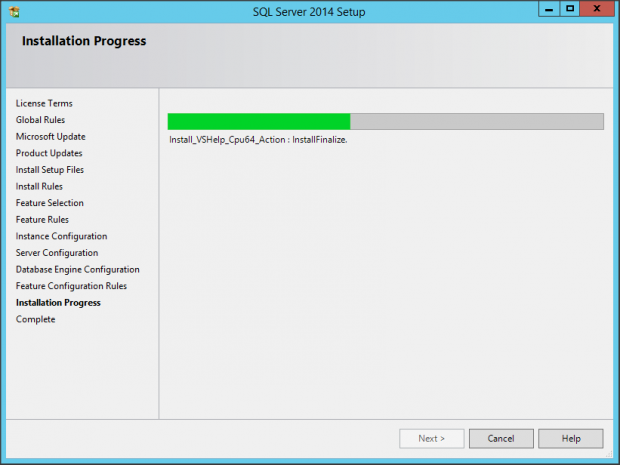 SQL Server 2014 Setup
Installation Progress
License Terms
Global Rules
Microsoft Update
Product Updates
Install Setup Files
Install Rules
Feature Selection
Feature Rules
Instance Configuration
Server Configuration
Database Engine Configuration
Feature Configuration Rules
Installation Progress
Complete
Install_VSHelp_Cpu64_Action : InstallFinalize.
Next >
Cancel
Help